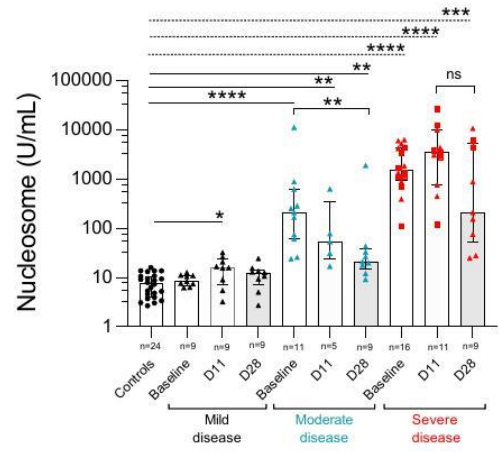 ***
****
****
**
**
ns
****
**
*
100000
10000
1000
100
10
1
Nucleosome (U/mL)
n=24 n=9 n=9 n=9 n=11 n=5 n=9 n=16 n=11 n=9
Controls Baseline D11 D28 Baseline D11 D28 Baseline D11 D28
Mild disease
Moderate disease
Severe disease